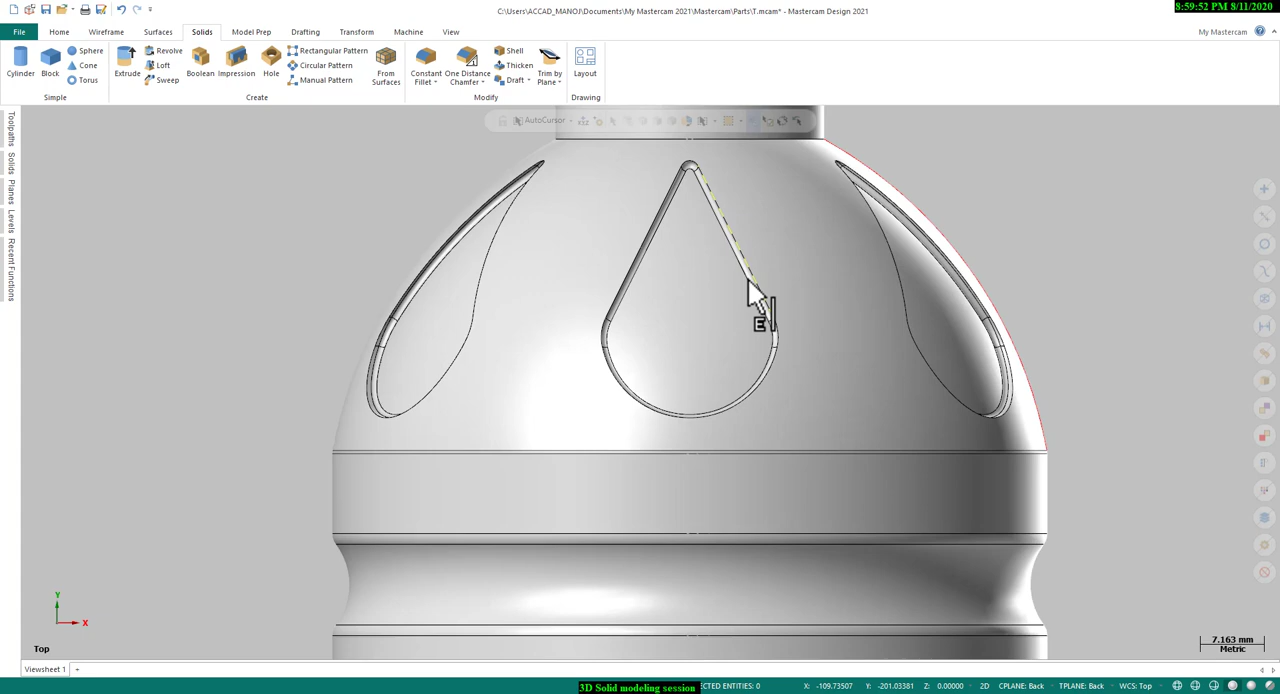 C:\Users\ACCAD_MANOJ\Documents\My Mastercam 2021\Mastercam\Parts\T.mcam* - Mastercam Design 2021
8:59:52 PM 8/11/2020
File Home Wireframe Surfaces Solids Model Prep Drafting Transform Machine View My Mastercam
Cylinder Block Sphere Cone Torus
Simple
Extrude Revolve Loft Sweep Boolean Impression Hole Rectangular Pattern Circular Pattern Manual Pattern From Surfaces
Create
Constant Fillet One Distance Chamfer Shell Thicken Draft Trim by Plane
Modify
Layout
Drawing
AutoCursor
Toolpaths
Solids
Planes
Levels
Recent Functions
E
Y
X
Top
7.163 mm
Metric
Viewsheet 1 +
3D Solid modeling session
CTED ENTITIES: 0 X: -109.73507 Y: -201.03381 Z: 0.00000 2D CPLANE: Back TPLANE: Back WCS: Top